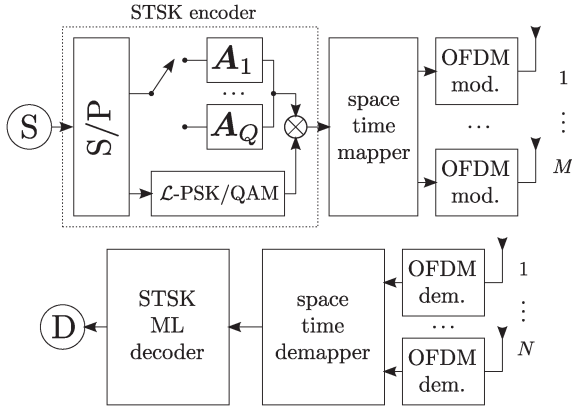 STSK encoder
S
S/P
A₁
...
A_Q
ℒ-PSK/QAM
space
time
mapper
OFDM
mod.
...
OFDM
mod.
1
⋮
M
D
STSK
ML
decoder
space
time
demapper
OFDM
dem.
...
OFDM
dem.
1
⋮
N